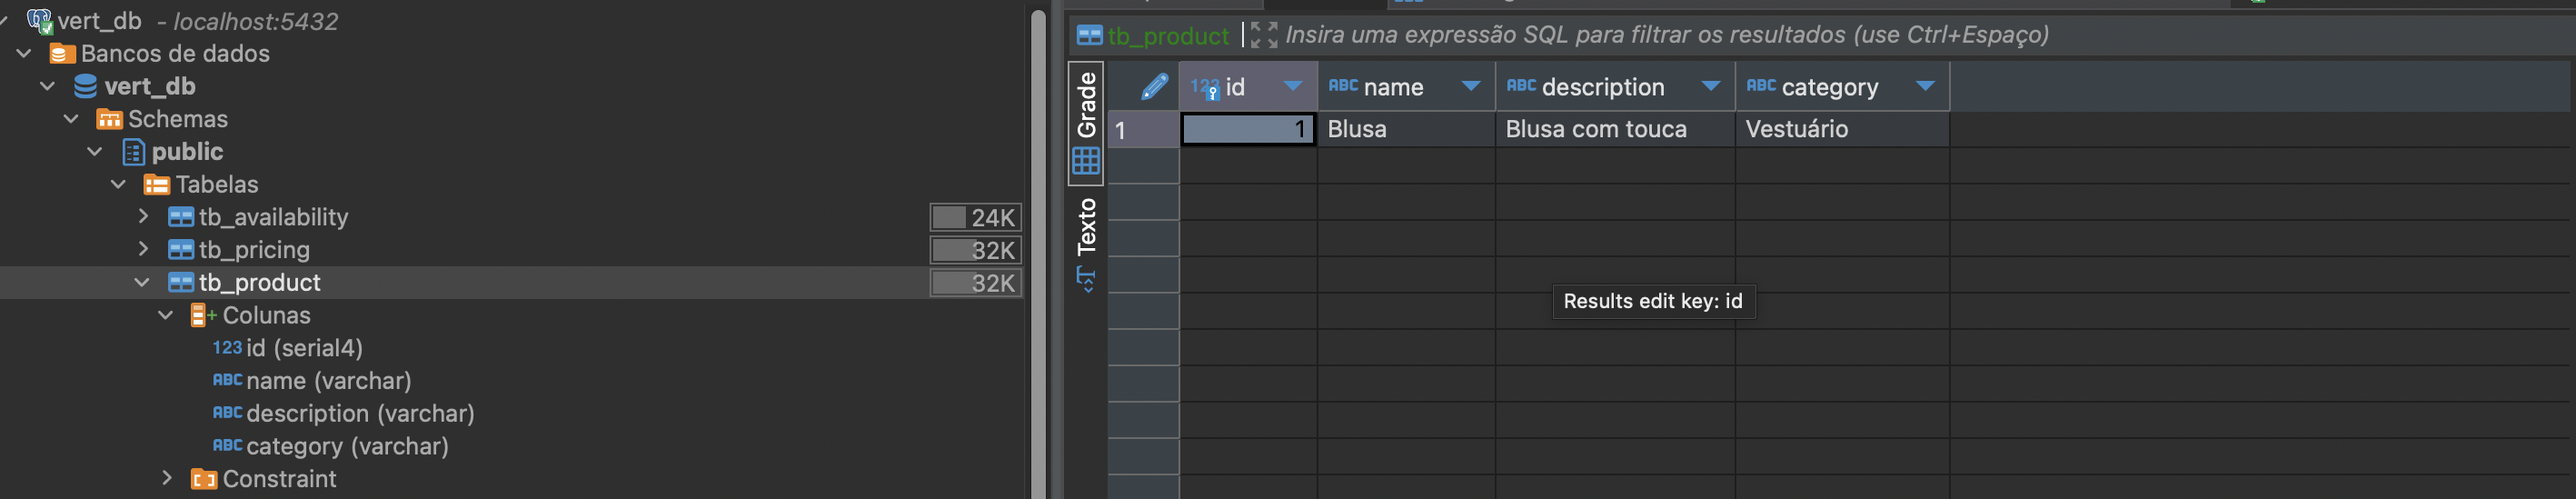 vert_db - localhost:5432
Bancos de dados
vert_db
Schemas
public
Tabelas
tb_availability 24K
tb_pricing 32K
tb_product 32K
Colunas
123 id (serial4)
ABC name (varchar)
ABC description (varchar)
ABC category (varchar)
Constraint
tb_product Insira uma expressão SQL para filtrar os resultados (use Ctrl+Espaço)
Grade
Texto
123 id ABC name ABC description ABC category
1 1 Blusa Blusa com touca Vestuário
Results edit key: id